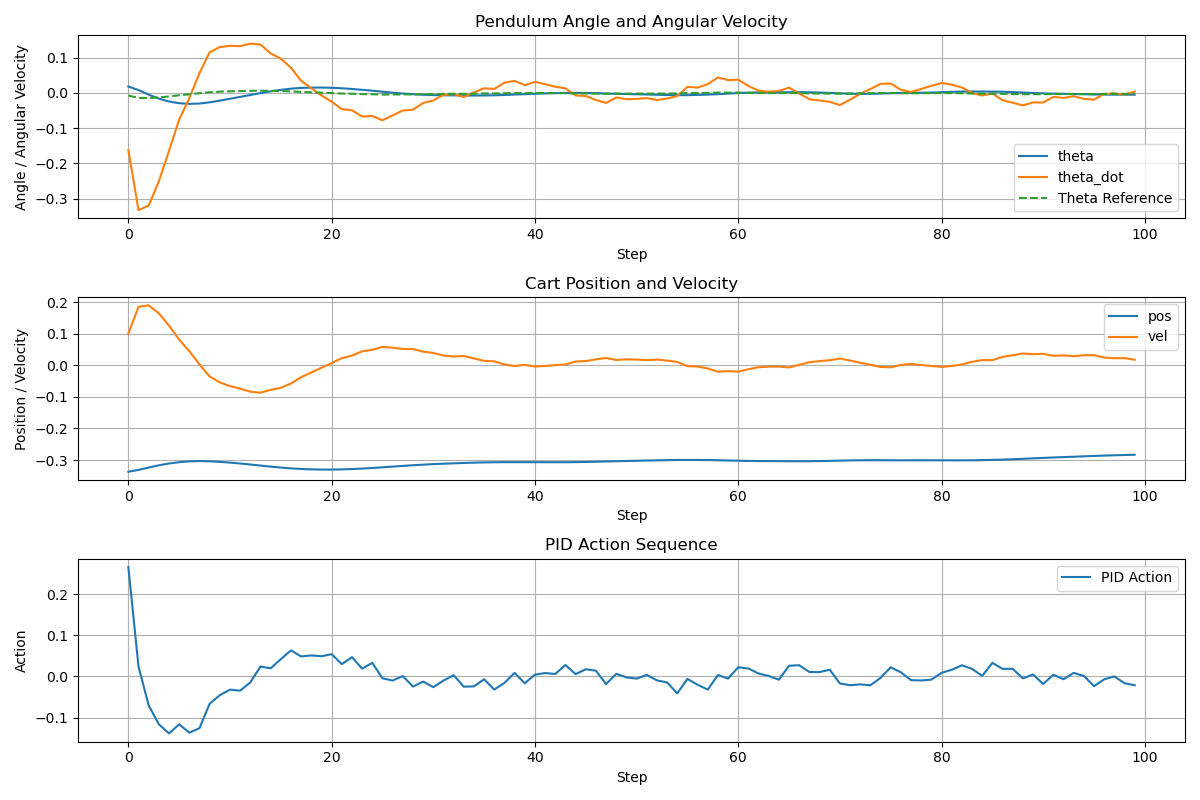 Pendulum Angle and Angular Velocity
Angle / Angular Velocity
0.1
0.0
−0.1
−0.2
−0.3
theta
theta_dot
Theta Reference
0 20 40 60 80 100
Step
Cart Position and Velocity
Position / Velocity
0.2
0.1
0.0
−0.1
−0.2
−0.3
pos
vel
0 20 40 60 80 100
Step
PID Action Sequence
Action
0.2
0.1
0.0
−0.1
PID Action
0 20 40 60 80 100
Step